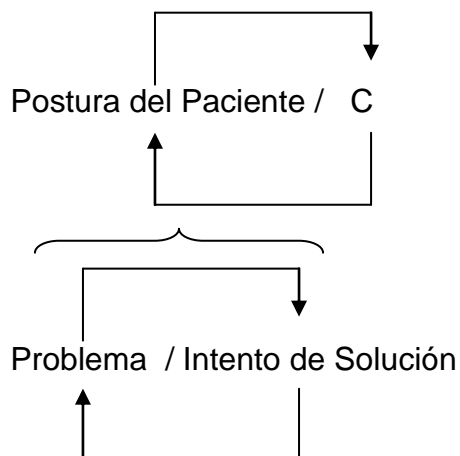 Postura del Paciente / C
Problema / Intento de Solución